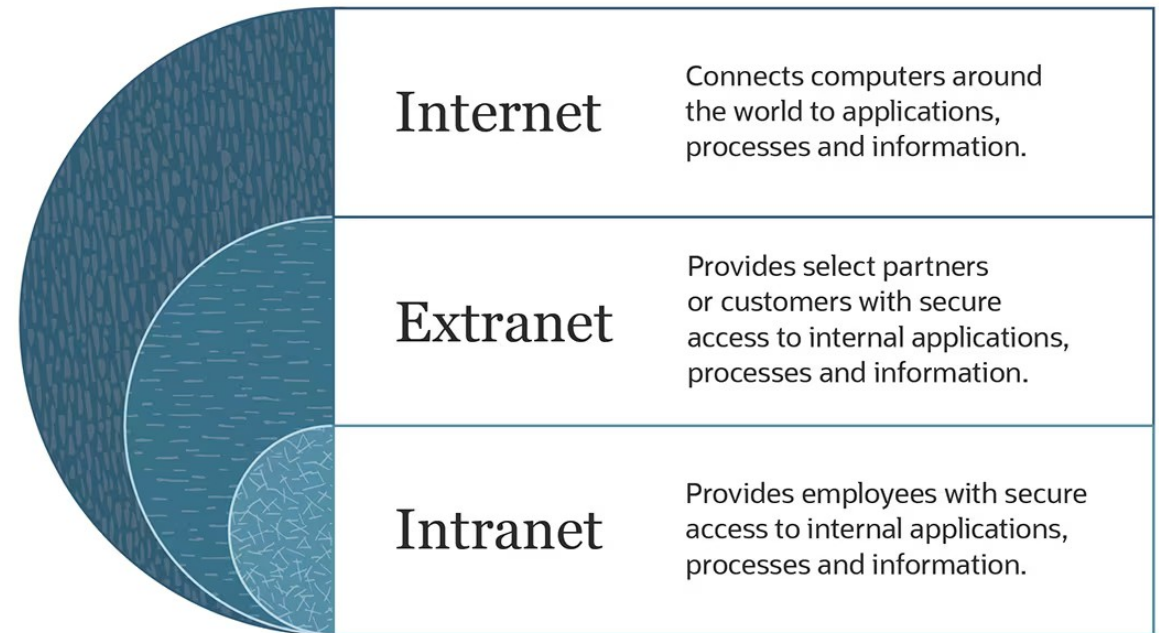 Internet
Connects computers around
the world to applications,
processes and information.
Extranet
Provides select partners
or customers with secure
access to internal applications,
processes and information.
Intranet
Provides employees with secure
access to internal applications,
processes and information.